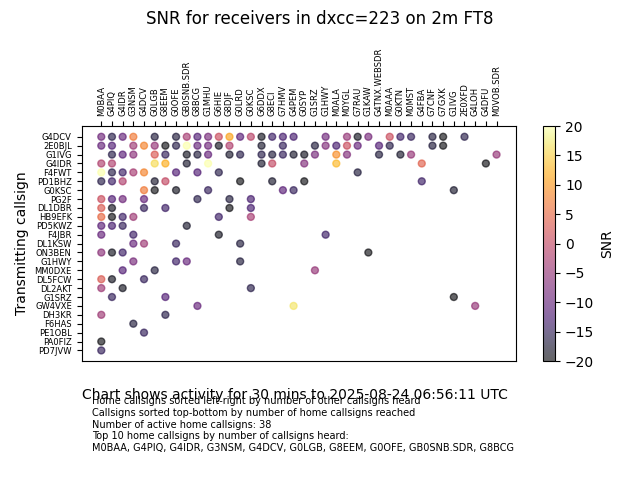 SNR for receivers in dxcc=223 on 2m FT8
M0BAA
G4PIQ
G4IDR
G3NSM
G4DCV
G0LGB
G8EEM
G0OFE
GB0SNB.SDR
G8BCG
G1MHU
G6HIE
G8DJF
G0LRD
G0KSC
G6DDX
G8ECI
G7HMV
G4PEM
G0SYP
G1SRZ
G1HWY
M0ALA
M0YGL
G7RAU
G1KAW
G4TNX.WEBSDR
M0AAA
G0KTN
M0MST
G4FBA
G7CNF
G7GXK
G1IVG
2E0XFD
G4LOH
G4DFU
M0VOB.SDR
G4DCV
2E0BJL
G1IVG
G4IDR
F4FWT
PD1BHZ
G0KSC
PG2F
DL1DBR
HB9EFK
PD5KWZ
F4JBR
DL1KSW
ON3BEN
G1HWY
MM0DXE
DL5FCW
DL2AKT
G1SRZ
GW4VXE
DH3KR
F6HAS
PE1OBL
PA0FIZ
PD7JVW
Transmitting callsign
20
15
10
5
0
−5
−10
−15
−20
SNR
Chart shows activity for 30 mins to 2025-08-24 06:56:11 UTC
Home callsigns sorted left-right by number of other callsigns heard
Callsigns sorted top-bottom by number of home callsigns reached
Number of active home callsigns: 38
Top 10 home callsigns by number of callsigns heard:
M0BAA, G4PIQ, G4IDR, G3NSM, G4DCV, G0LGB, G8EEM, G0OFE, GB0SNB.SDR, G8BCG